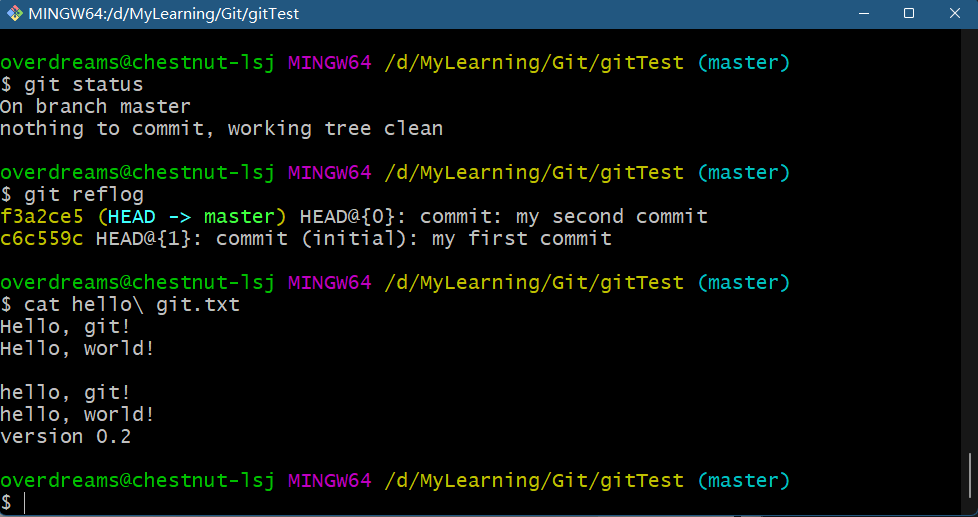 MINGW64:/d/MyLearning/Git/gitTest
overdreams@chestnut-lsj MINGW64 /d/MyLearning/Git/gitTest (master)
$ git status
On branch master
nothing to commit, working tree clean
overdreams@chestnut-lsj MINGW64 /d/MyLearning/Git/gitTest (master)
$ git reflog
f3a2ce5 (HEAD -> master) HEAD@{0}: commit: my second commit
c6c559c HEAD@{1}: commit (initial): my first commit
overdreams@chestnut-lsj MINGW64 /d/MyLearning/Git/gitTest (master)
$ cat hello\ git.txt
Hello, git!
Hello, world!
hello, git!
hello, world!
version 0.2
overdreams@chestnut-lsj MINGW64 /d/MyLearning/Git/gitTest (master)
$